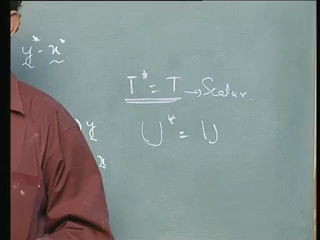 y* - x*
T* = T → Scalar.
) y
U* = U
x